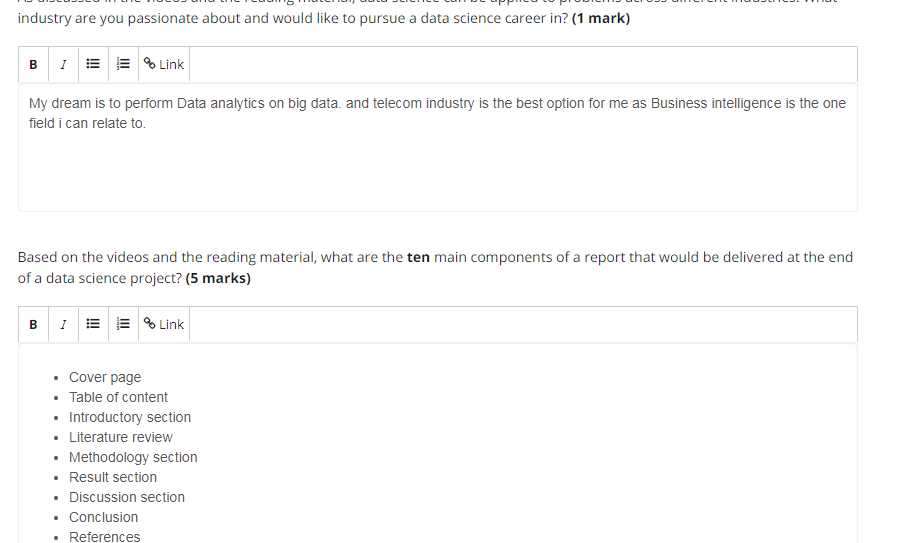 industry are you passionate about and would like to pursue a data science career in? (1 mark)
B I Link
My dream is to perform Data analytics on big data. and telecom industry is the best option for me as Business intelligence is the one
field i can relate to.
Based on the videos and the reading material, what are the ten main components of a report that would be delivered at the end
of a data science project? (5 marks)
B I Link
• Cover page
• Table of content
• Introductory section
• Literature review
• Methodology section
• Result section
• Discussion section
• Conclusion
• References